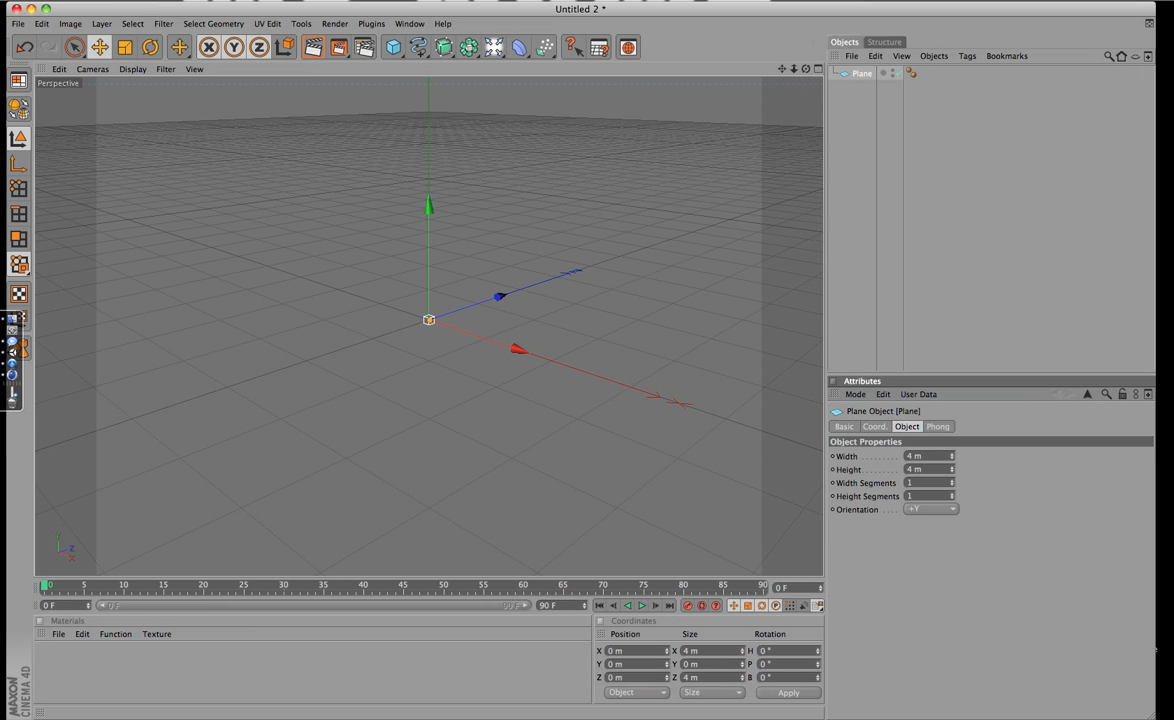 Untitled 2 *
File Edit Image Layer Select Filter Select Geometry UV Edit Tools Render Plugins Window Help
X Y Z
Objects Structure
File Edit View Objects Tags Bookmarks
Edit Cameras Display Filter View
Perspective
Plane
Attributes
Mode Edit User Data
Plane Object [Plane]
Basic Coord. Object Phong
Object Properties
Width 4 m
Height 4 m
Width Segments 1
Height Segments 1
Orientation +Y
Y
Z
X
0 5 10 15 20 25 30 35 40 45 50 55 60 65 70 75 80 85 90 0 F
0 F 0 F 90 F 90 F
Materials
File Edit Function Texture
Coordinates
Position Size Rotation
X 0 m X 4 m H 0 °
Y 0 m Y 0 m P 0 °
Z 0 m Z 4 m B 0 °
Object Size Apply
MAXON
CINEMA 4D